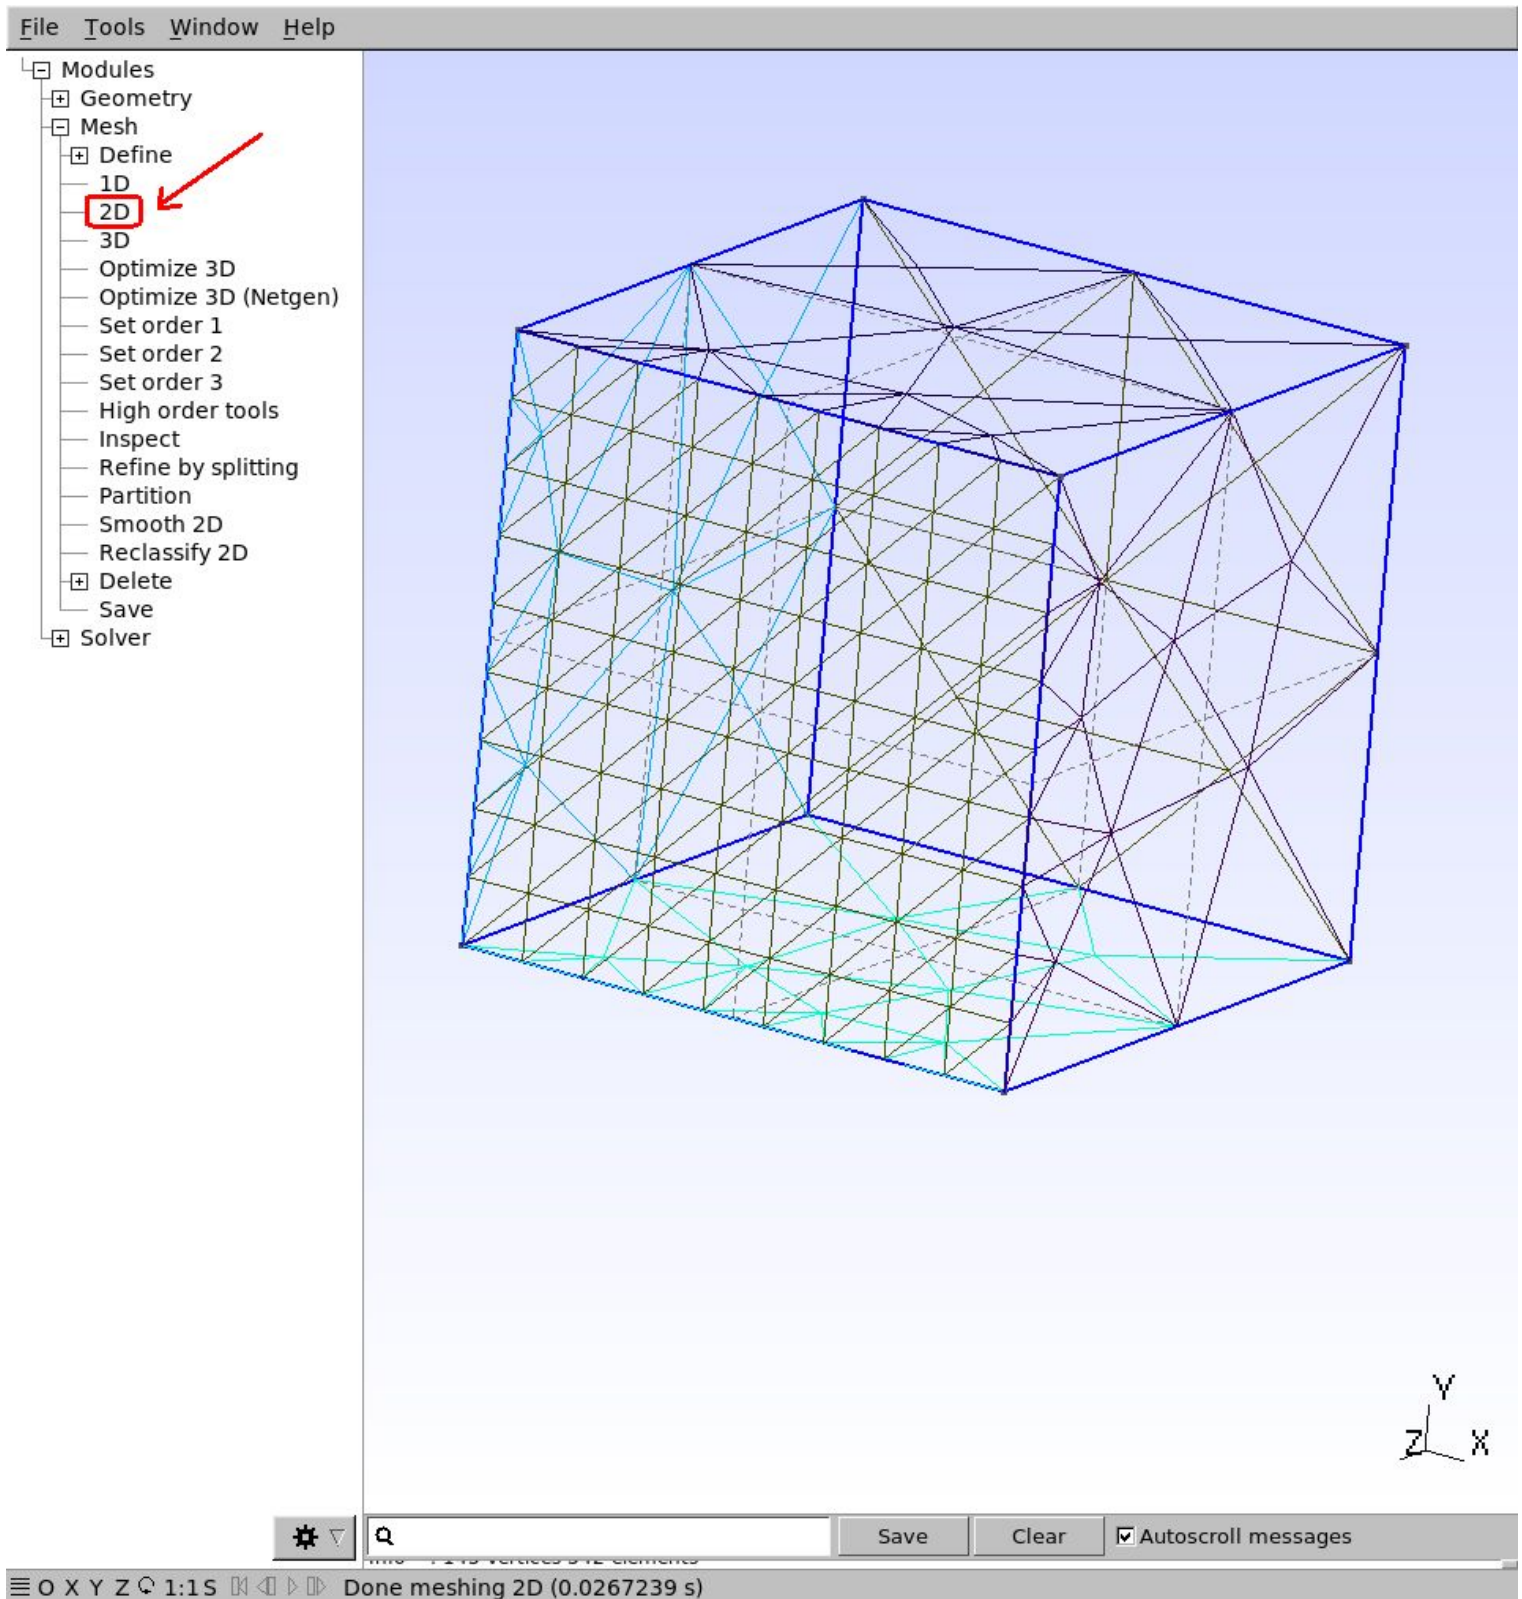 File Tools Window Help
Modules
Geometry
Mesh
Define
1D
2D
3D
Optimize 3D
Optimize 3D (Netgen)
Set order 1
Set order 2
Set order 3
High order tools
Inspect
Refine by splitting
Partition
Smooth 2D
Reclassify 2D
Delete
Save
Solver
Y
Z X
Save Clear Autoscroll messages
O X Y Z 1:1 S Done meshing 2D (0.0267239 s)